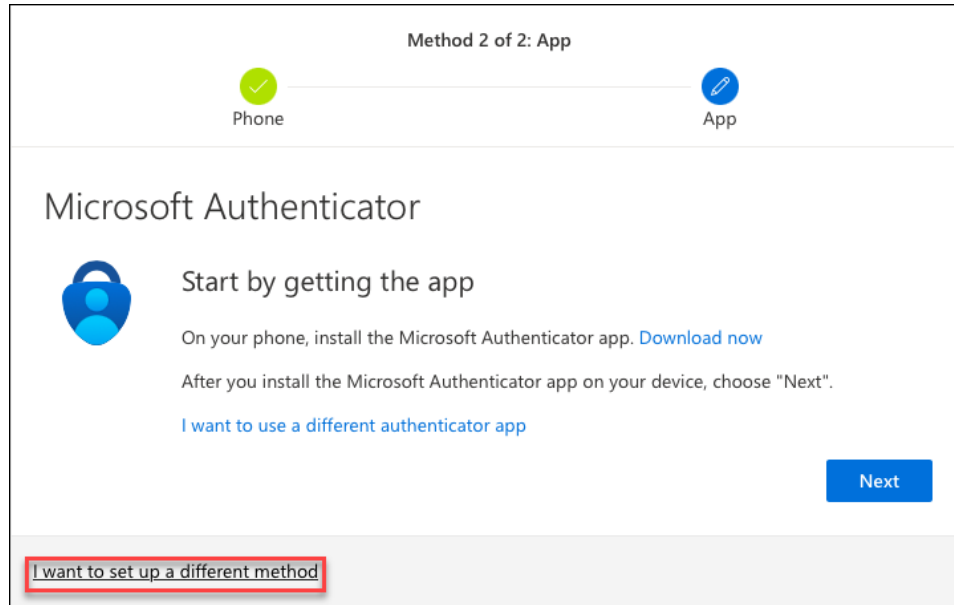 Method 2 of 2: App
Phone
App
Microsoft Authenticator
Start by getting the app
On your phone, install the Microsoft Authenticator app. Download now
After you install the Microsoft Authenticator app on your device, choose "Next".
I want to use a different authenticator app
Next
I want to set up a different method